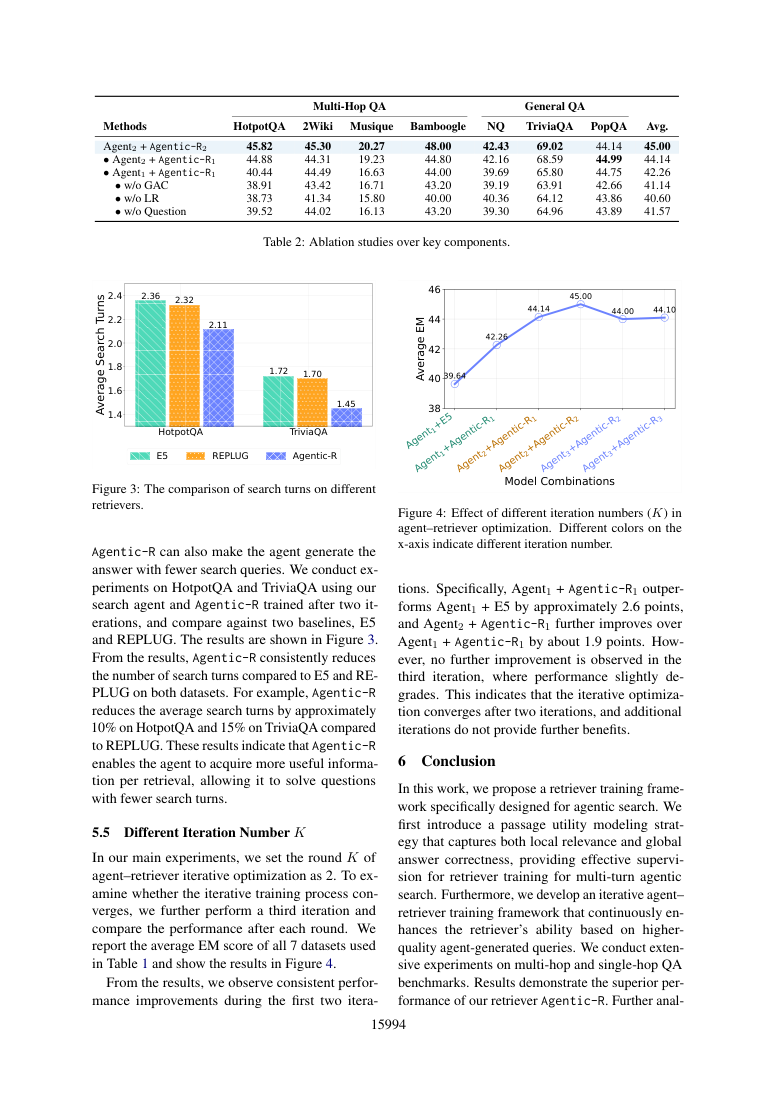 Multi-Hop QA General QA
Methods HotpotQA 2Wiki Musique Bamboogle NQ TriviaQA PopQA Avg.
Agent₂ + Agentic-R₂ 45.82 45.30 20.27 48.00 42.43 69.02 44.14 45.00
• Agent₂ + Agentic-R₁ 44.88 44.31 19.23 44.80 42.16 68.59 44.99 44.14
• Agent₁ + Agentic-R₁ 40.44 44.49 16.63 44.00 39.69 65.80 44.75 42.26
• w/o GAC 38.91 43.42 16.71 43.20 39.19 63.91 42.66 41.14
• w/o LR 38.73 41.34 15.80 40.00 40.36 64.12 43.86 40.60
• w/o Question 39.52 44.02 16.13 43.20 39.30 64.96 43.89 41.57
Table 2: Ablation studies over key components.
Average Search Turns
2.4
2.2
2.0
1.8
1.6
1.4
2.36
2.32
2.11
1.72
1.70
1.45
HotpotQA TriviaQA
E5 REPLUG Agentic-R
Figure 3: The comparison of search turns on different
retrievers.
Agentic-R can also make the agent generate the
answer with fewer search queries. We conduct ex-
periments on HotpotQA and TriviaQA using our
search agent and Agentic-R trained after two it-
erations, and compare against two baselines, E5
and REPLUG. The results are shown in Figure 3.
From the results, Agentic-R consistently reduces
the number of search turns compared to E5 and RE-
PLUG on both datasets. For example, Agentic-R
reduces the average search turns by approximately
10% on HotpotQA and 15% on TriviaQA compared
to REPLUG. These results indicate that Agentic-R
enables the agent to acquire more useful informa-
tion per retrieval, allowing it to solve questions
with fewer search turns.
5.5 Different Iteration Number K
In our main experiments, we set the round K of
agent–retriever iterative optimization as 2. To ex-
amine whether the iterative training process con-
verges, we further perform a third iteration and
compare the performance after each round. We
report the average EM score of all 7 datasets used
in Table 1 and show the results in Figure 4.
From the results, we observe consistent perfor-
mance improvements during the first two itera-
Average EM
46
44
42
40
38
39.64
42.26
44.14
45.00
44.00
44.10
Agent₁+E5
Agent₁+Agentic-R₁
Agent₂+Agentic-R₁
Agent₂+Agentic-R₂
Agent₃+Agentic-R₂
Agent₃+Agentic-R₃
Model Combinations
Figure 4: Effect of different iteration numbers (K) in
agent–retriever optimization. Different colors on the
x-axis indicate different iteration number.
tions. Specifically, Agent₁ + Agentic-R₁ outper-
forms Agent₁ + E5 by approximately 2.6 points,
and Agent₂ + Agentic-R₁ further improves over
Agent₁ + Agentic-R₁ by about 1.9 points. How-
ever, no further improvement is observed in the
third iteration, where performance slightly de-
grades. This indicates that the iterative optimiza-
tion converges after two iterations, and additional
iterations do not provide further benefits.
6 Conclusion
In this work, we propose a retriever training frame-
work specifically designed for agentic search. We
first introduce a passage utility modeling strat-
egy that captures both local relevance and global
answer correctness, providing effective supervi-
sion for retriever training for multi-turn agentic
search. Furthermore, we develop an iterative agent–
retriever training framework that continuously en-
hances the retriever's ability based on higher-
quality agent-generated queries. We conduct exten-
sive experiments on multi-hop and single-hop QA
benchmarks. Results demonstrate the superior per-
formance of our retriever Agentic-R. Further anal-
15994